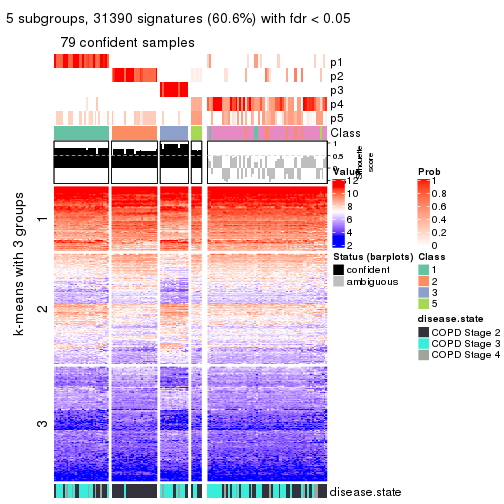 5 subgroups, 31390 signatures (60.6%) with fdr < 0.05
79 confident samples
p1
p2
p3
p4
p5
Class
1
0.5
0
Silhouette
score
k-means with 3 groups
1
2
3
disease.state
Value
12
10
8
6
4
2
Prob
1
0.8
0.6
0.4
0.2
0
Status (barplots)
confident
ambiguous
Class
1
2
3
5
disease.state
COPD Stage 2
COPD Stage 3
COPD Stage 4